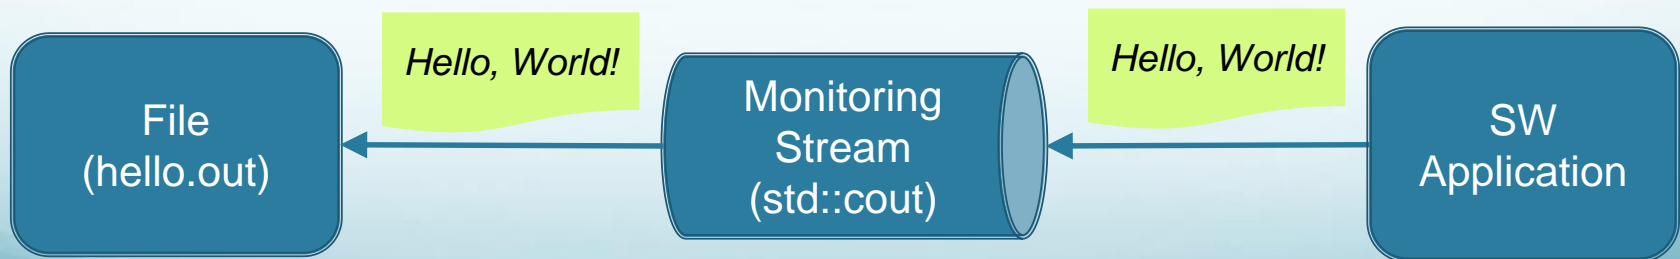 File
(hello.out)
Hello, World!
Monitoring
Stream
(std::cout)
Hello, World!
SW
Application